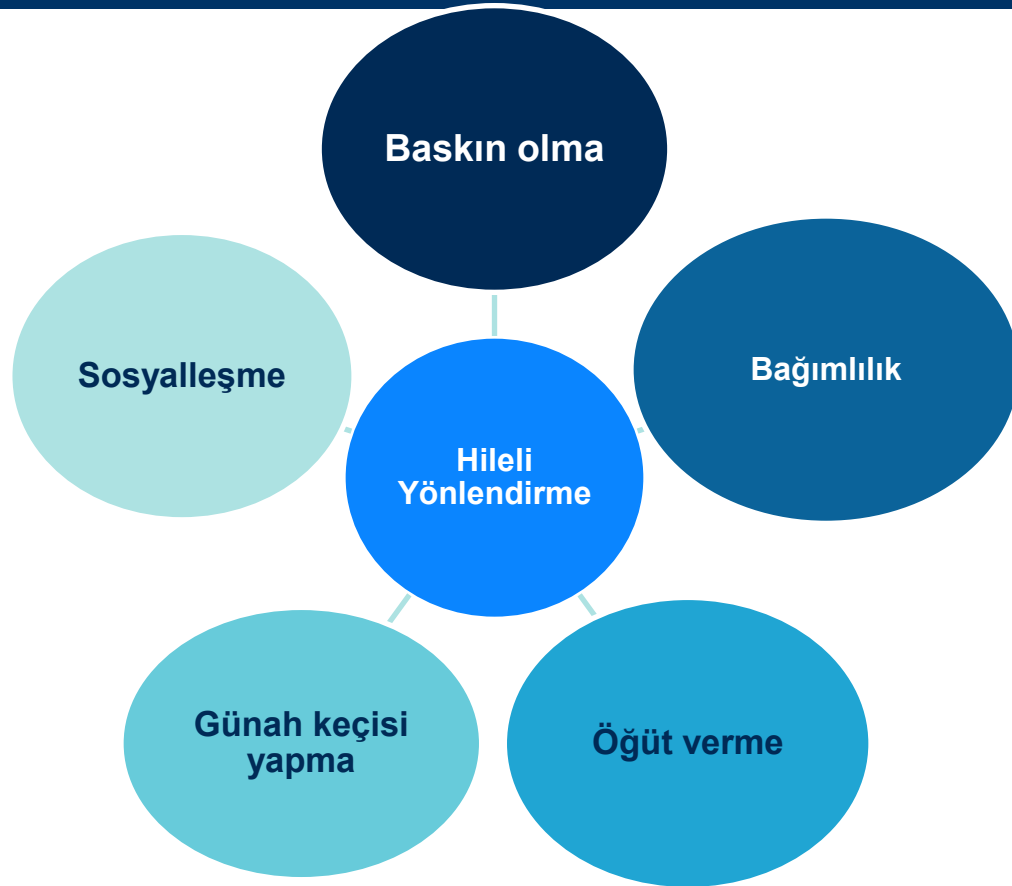 Baskın olma
Sosyalleşme
Bağımlılık
Hileli
Yönlendirme
Günah keçisi
yapma
Öğüt verme